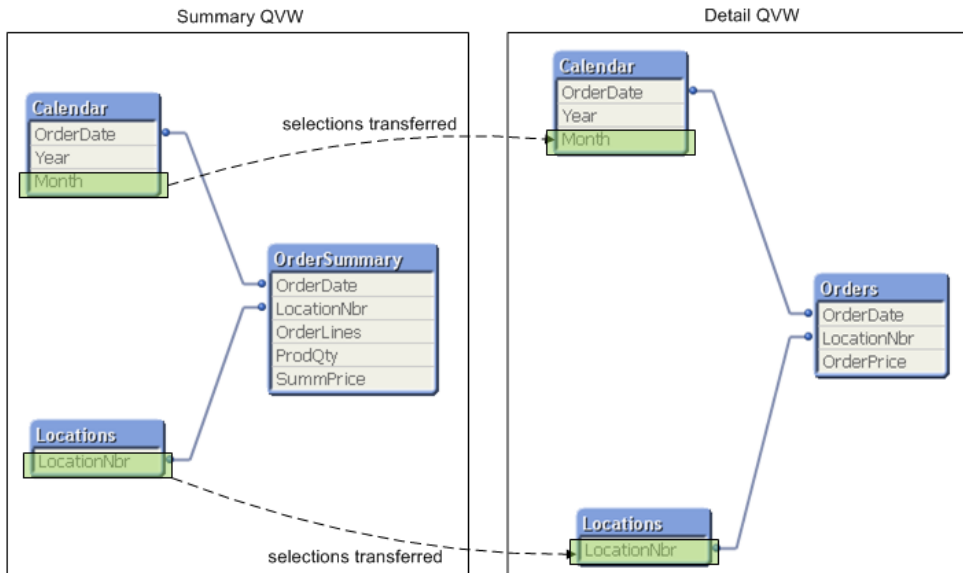 Summary QVW
Calendar
OrderDate
Year
Month
selections transferred
OrderSummary
OrderDate
LocationNbr
OrderLines
ProdQty
SummPrice
Locations
LocationNbr
selections transferred
Detail QVW
Calendar
OrderDate
Year
Month
Orders
OrderDate
LocationNbr
OrderPrice
Locations
LocationNbr